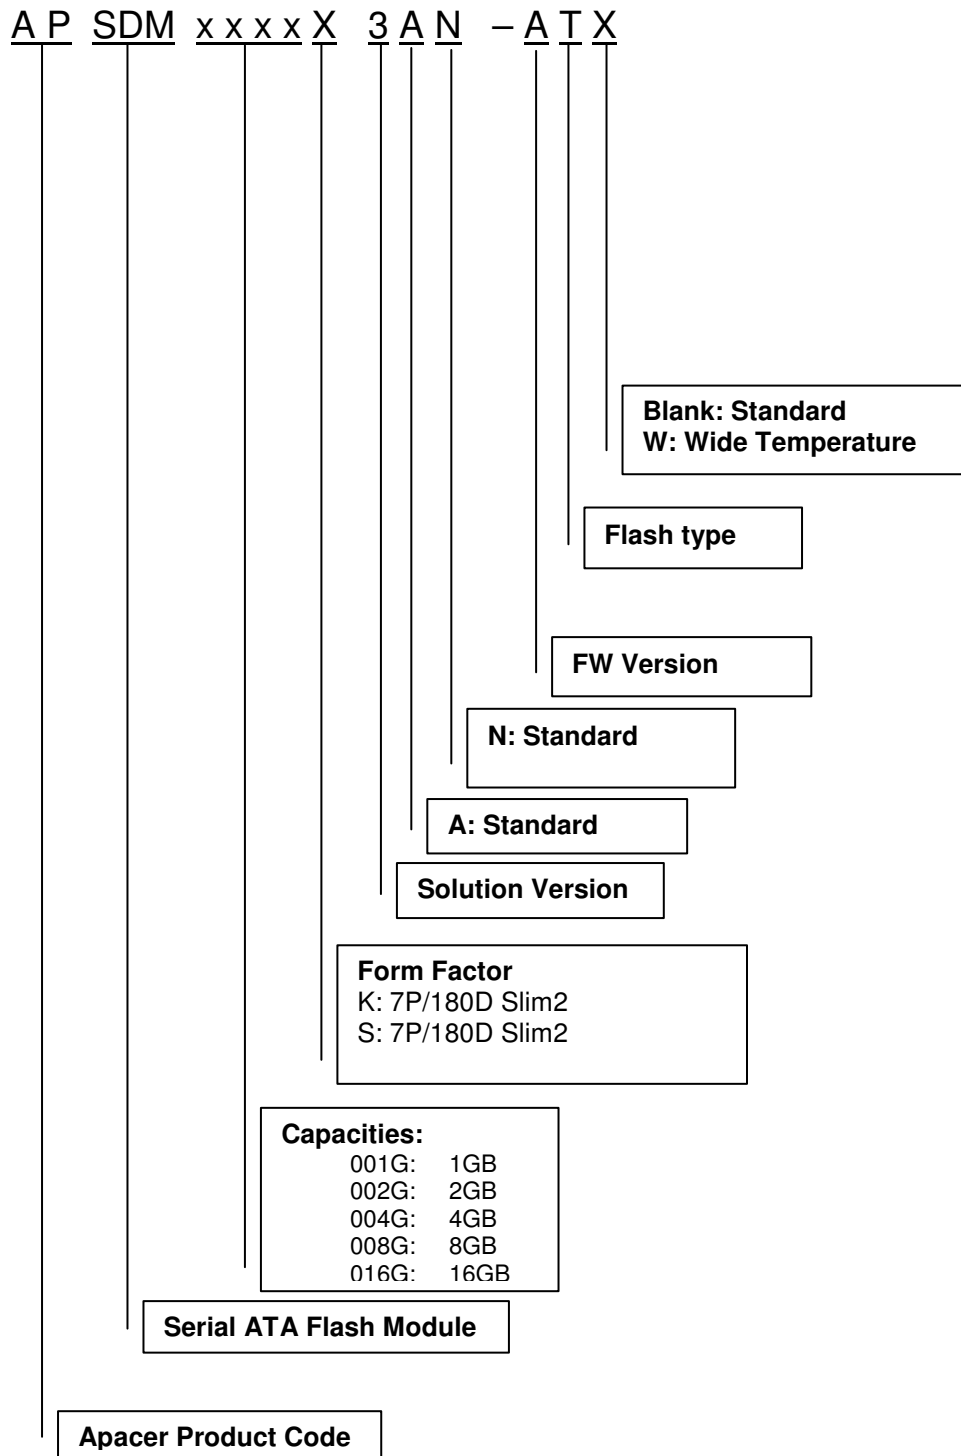 A P SDM x x x x X 3 A N – A T X
Blank: Standard
W: Wide Temperature
Flash type
FW Version
N: Standard
A: Standard
Solution Version
Form Factor
K: 7P/180D Slim2
S: 7P/180D Slim2
Capacities:
001G: 1GB
002G: 2GB
004G: 4GB
008G: 8GB
016G: 16GB
Serial ATA Flash Module
Apacer Product Code